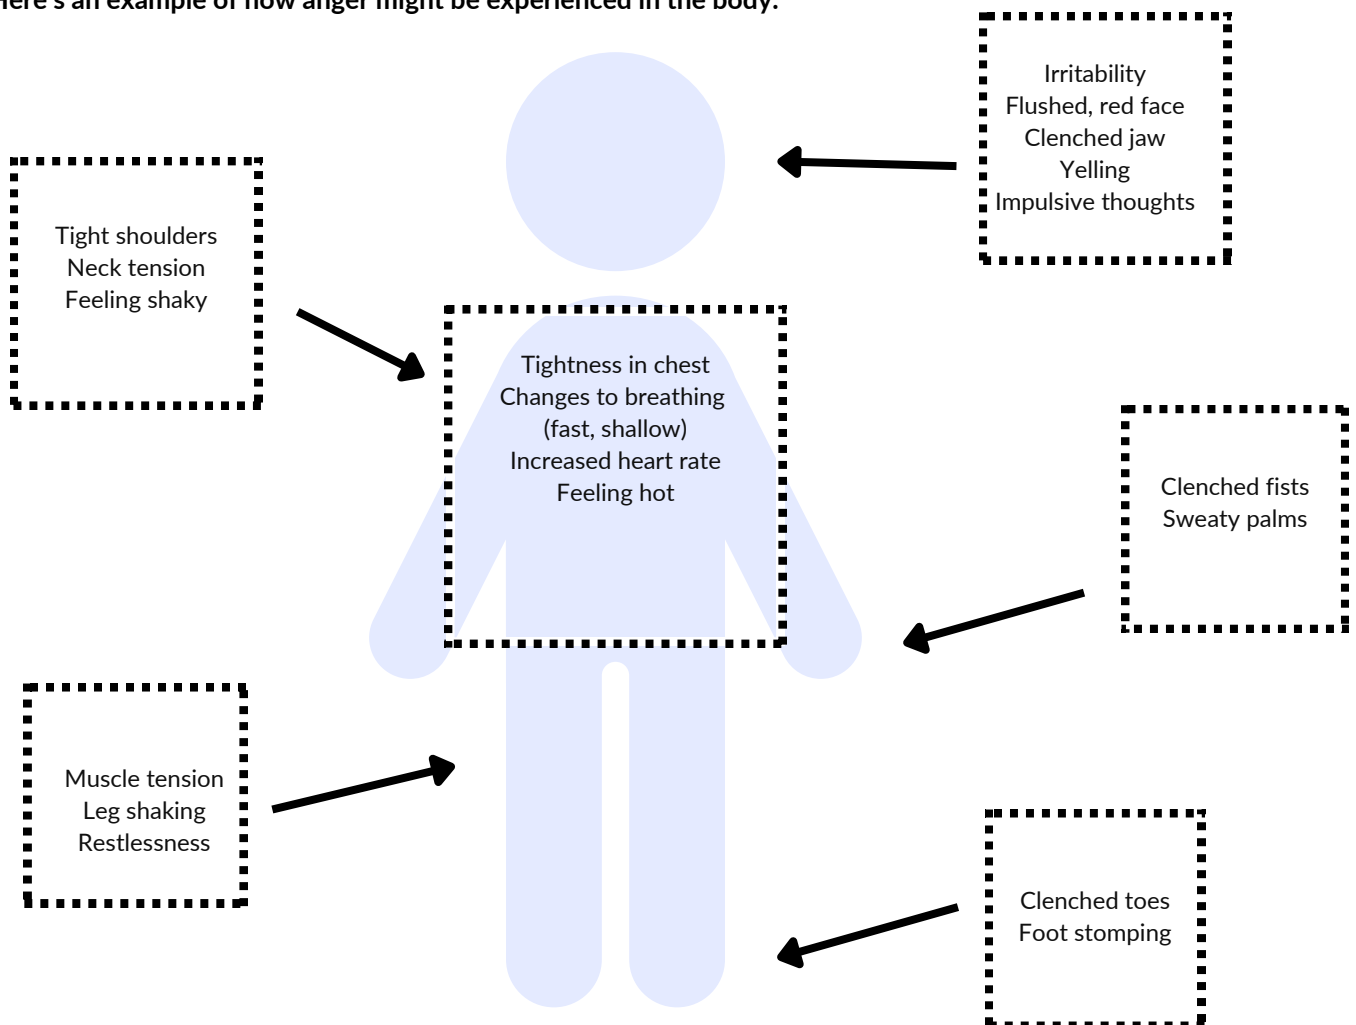 Here's an example of how anger might be experienced in the body:
Irritability
Flushed, red face
Clenched jaw
Yelling
Impulsive thoughts
Tight shoulders
Neck tension
Feeling shaky
Tightness in chest
Changes to breathing
(fast, shallow)
Increased heart rate
Feeling hot
Clenched fists
Sweaty palms
Muscle tension
Leg shaking
Restlessness
Clenched toes
Foot stomping